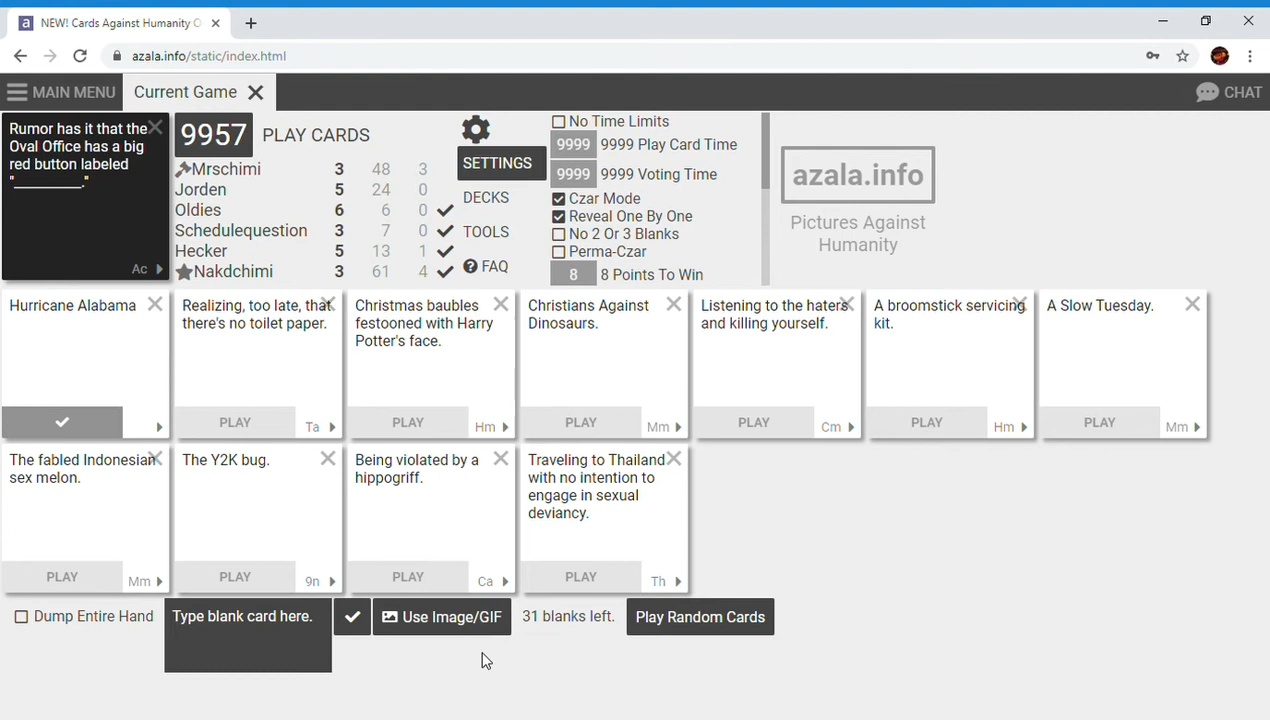 NEW! Cards Against Humanity O
azala.info/static/index.html
MAIN MENU
Current Game
CHAT
Rumor has it that the
Oval Office has a big
red button labeled
"__________."
Ac
9957
PLAY CARDS
Mrschimi 3 48 3
Jorden 5 24 0
Oldies 6 6 0
Schedulequestion 3 7 0
Hecker 5 13 1
Nakdchimi 3 61 4
SETTINGS
DECKS
TOOLS
FAQ
No Time Limits
9999 9999 Play Card Time
9999 9999 Voting Time
Czar Mode
Reveal One By One
No 2 Or 3 Blanks
Perma-Czar
8 8 Points To Win
azala.info
Pictures Against
Humanity
Hurricane Alabama
Realizing, too late, that
there's no toilet paper.
PLAY
Ta
Christmas baubles
festooned with Harry
Potter's face.
PLAY
Hm
Christians Against
Dinosaurs.
PLAY
Mm
Listening to the haters
and killing yourself.
PLAY
Cm
A broomstick servicing
kit.
PLAY
Hm
A Slow Tuesday.
PLAY
Mm
The fabled Indonesian
sex melon.
PLAY
Mm
The Y2K bug.
PLAY
9n
Being violated by a
hippogriff.
PLAY
Ca
Traveling to Thailand
with no intention to
engage in sexual
deviancy.
PLAY
Th
Dump Entire Hand
Type blank card here.
Use Image/GIF
31 blanks left.
Play Random Cards